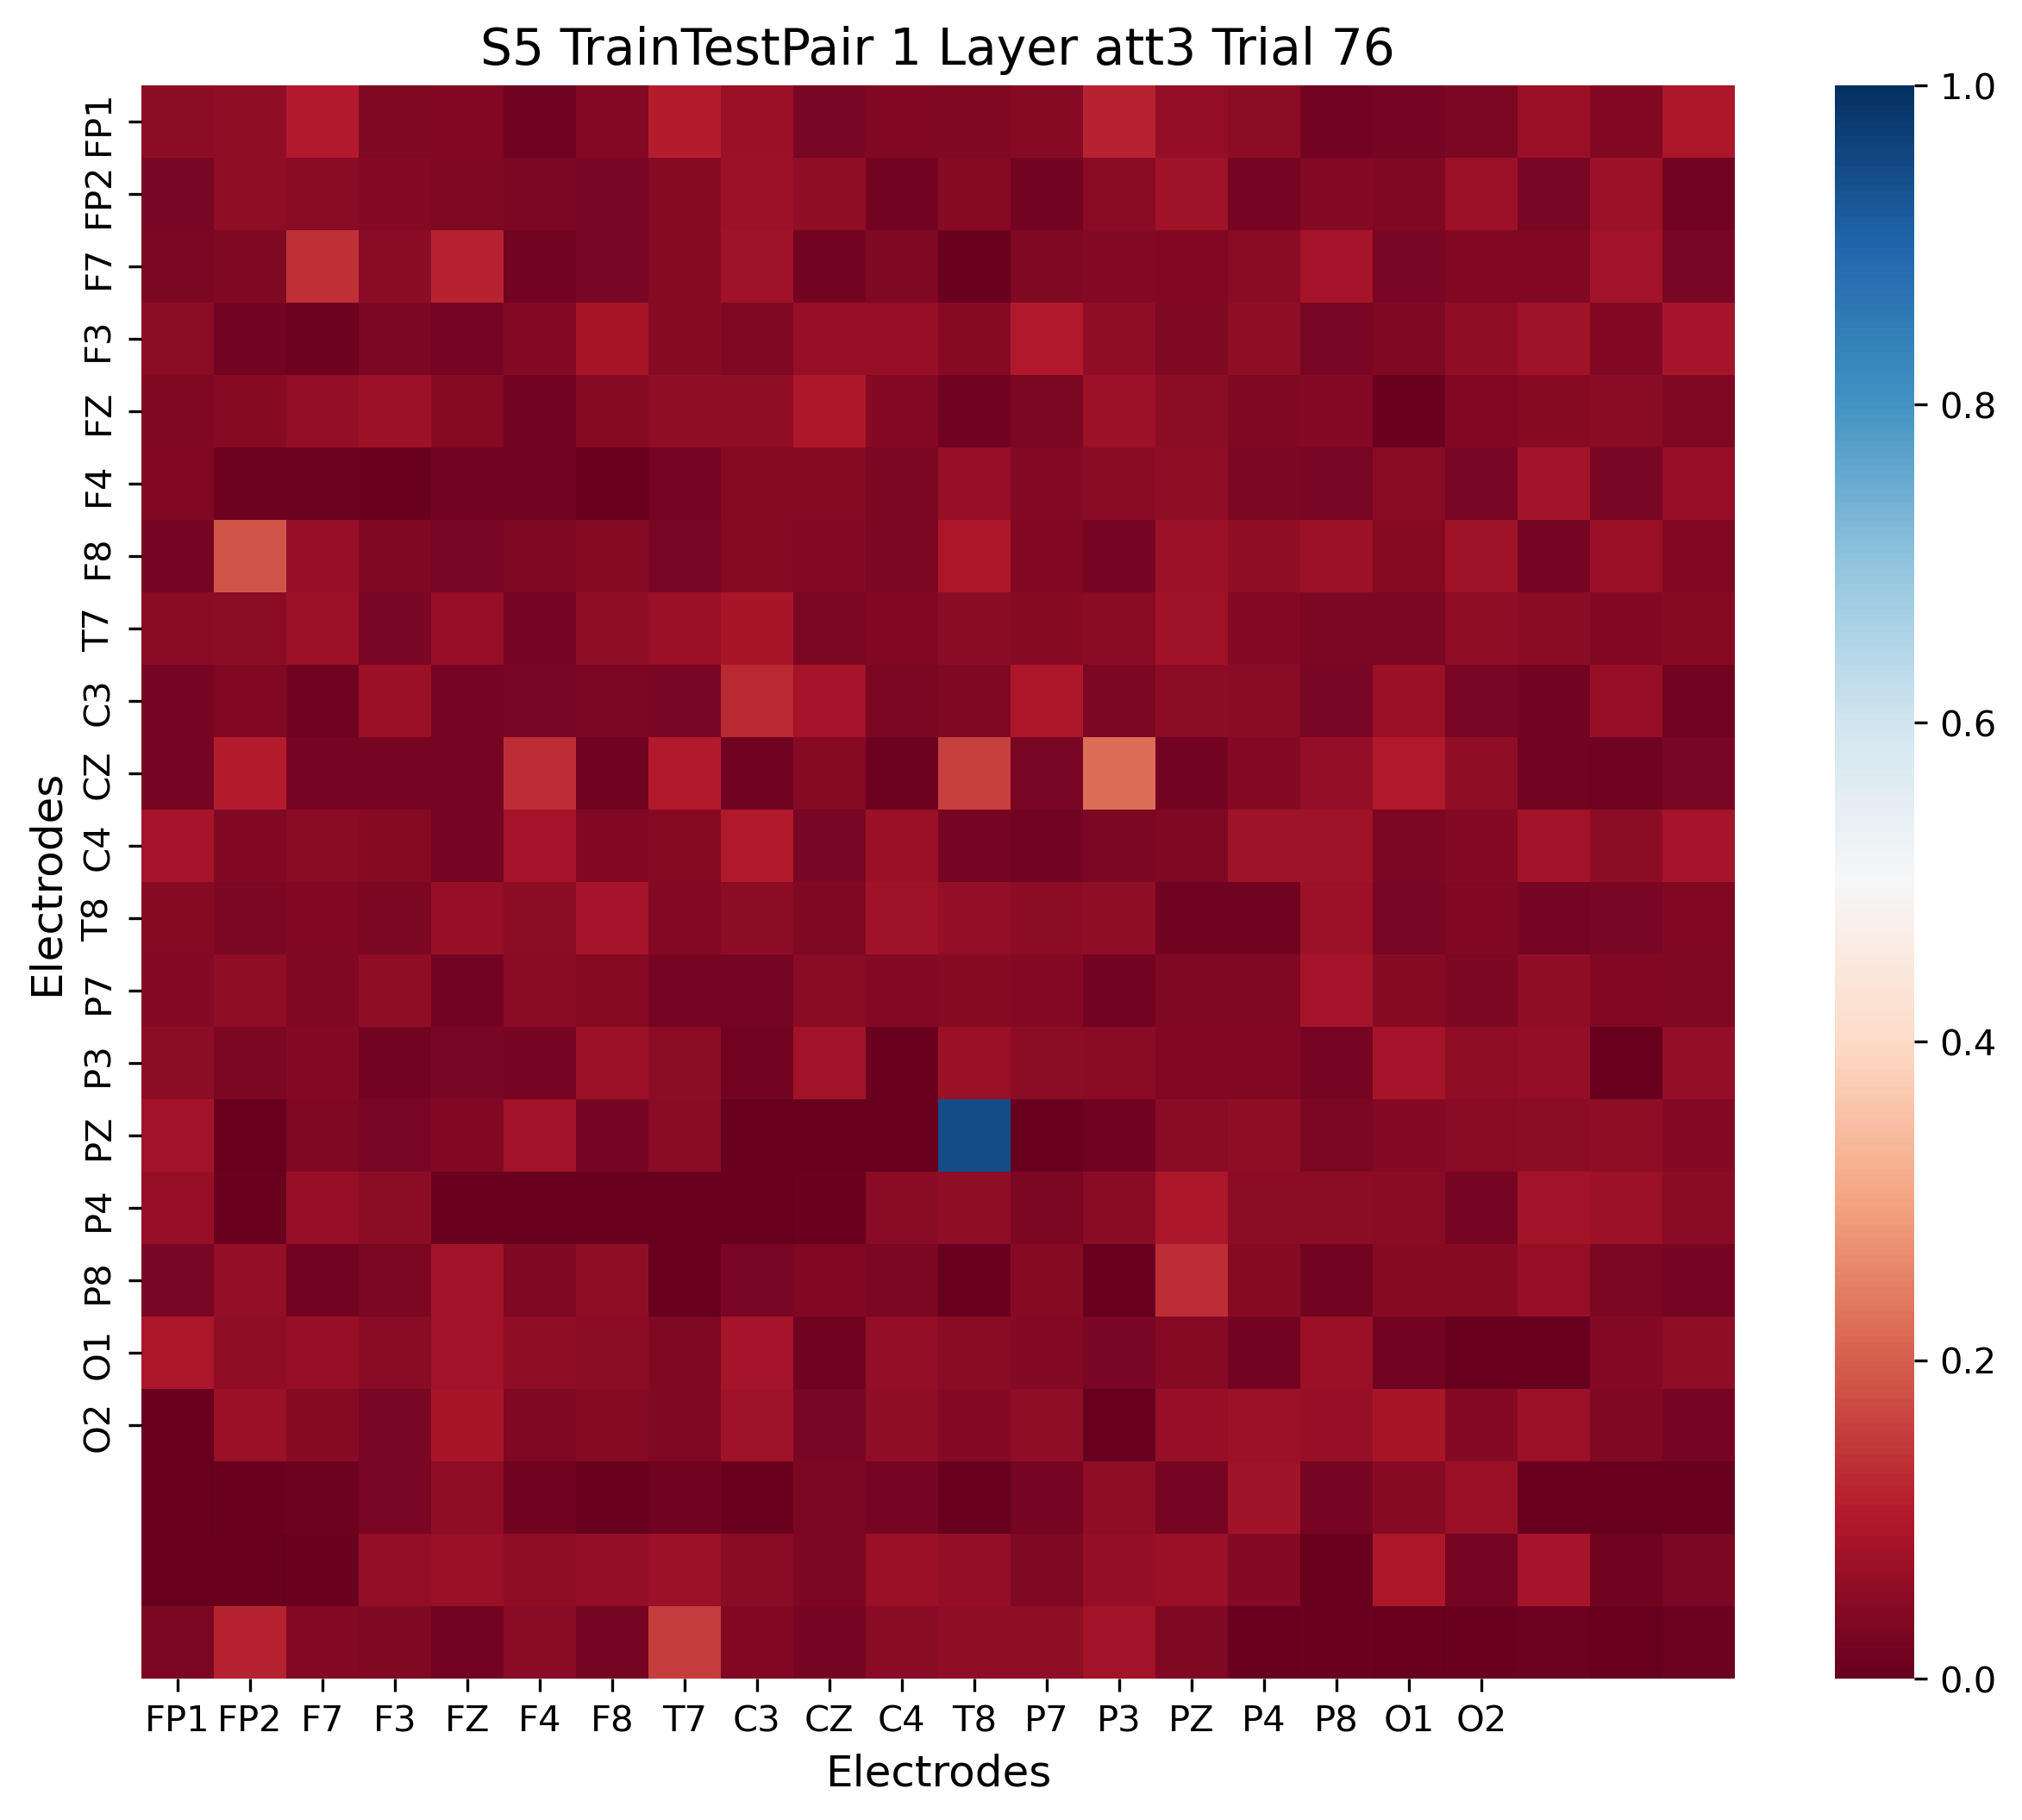 S5 TrainTestPair 1 Layer att3 Trial 76
Electrodes
FP1
FP2
F7
F3
FZ
F4
F8
T7
C3
CZ
C4
T8
P7
P3
PZ
P4
P8
O1
O2
FP1 FP2 F7 F3 FZ F4 F8 T7 C3 CZ C4 T8 P7 P3 PZ P4 P8 O1 O2
Electrodes
1.0
0.8
0.6
0.4
0.2
0.0